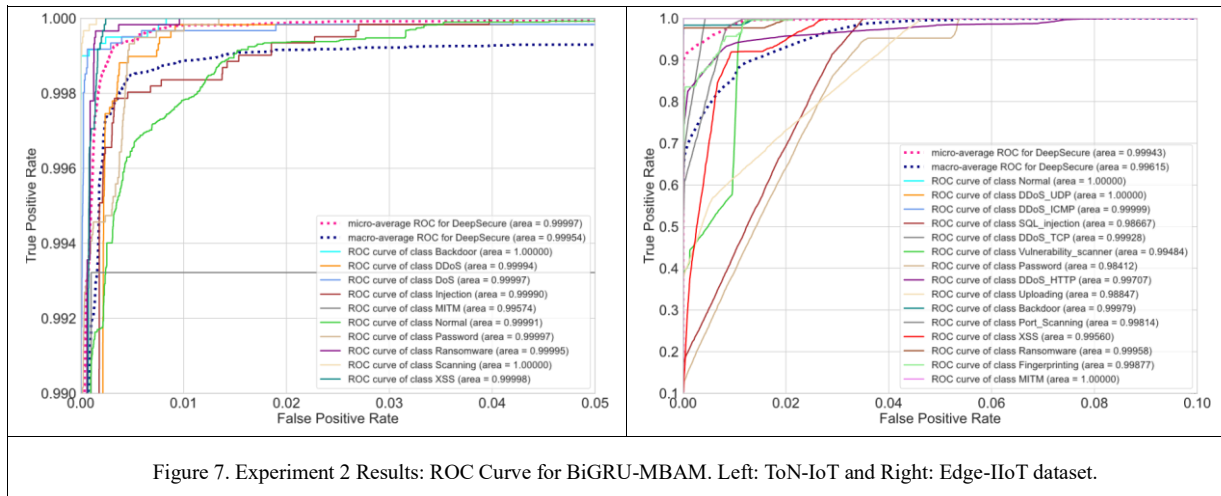 1.000
0.998
0.996
0.994
0.992
0.990
True Positive Rate
micro-average ROC for DeepSecure (area = 0.99997)
macro-average ROC for DeepSecure (area = 0.99954)
ROC curve of class Backdoor (area = 1.00000)
ROC curve of class DDoS (area = 0.99994)
ROC curve of class DoS (area = 0.99997)
ROC curve of class Injection (area = 0.99990)
ROC curve of class MITM (area = 0.99574)
ROC curve of class Normal (area = 0.99991)
ROC curve of class Password (area = 0.99997)
ROC curve of class Ransomware (area = 0.99995)
ROC curve of class Scanning (area = 1.00000)
ROC curve of class XSS (area = 0.99998)
0.00 0.01 0.02 0.03 0.04 0.05
False Positive Rate
1.0
0.9
0.8
0.7
0.6
0.5
0.4
0.3
0.2
0.1
True Positive Rate
micro-average ROC for DeepSecure (area = 0.99943)
macro-average ROC for DeepSecure (area = 0.99615)
ROC curve of class Normal (area = 1.00000)
ROC curve of class DDoS_UDP (area = 1.00000)
ROC curve of class DDoS_ICMP (area = 0.99999)
ROC curve of class SQL_injection (area = 0.98667)
ROC curve of class DDoS_TCP (area = 0.99928)
ROC curve of class Vulnerability_scanner (area = 0.99484)
ROC curve of class Password (area = 0.98412)
ROC curve of class DDoS_HTTP (area = 0.99707)
ROC curve of class Uploading (area = 0.98847)
ROC curve of class Backdoor (area = 0.99979)
ROC curve of class Port_Scanning (area = 0.99814)
ROC curve of class XSS (area = 0.99560)
ROC curve of class Ransomware (area = 0.99958)
ROC curve of class Fingerprinting (area = 0.99877)
ROC curve of class MITM (area = 1.00000)
0.00 0.02 0.04 0.06 0.08 0.10
False Positive Rate
Figure 7. Experiment 2 Results: ROC Curve for BiGRU-MBAM. Left: ToN-IoT and Right: Edge-IIoT dataset.